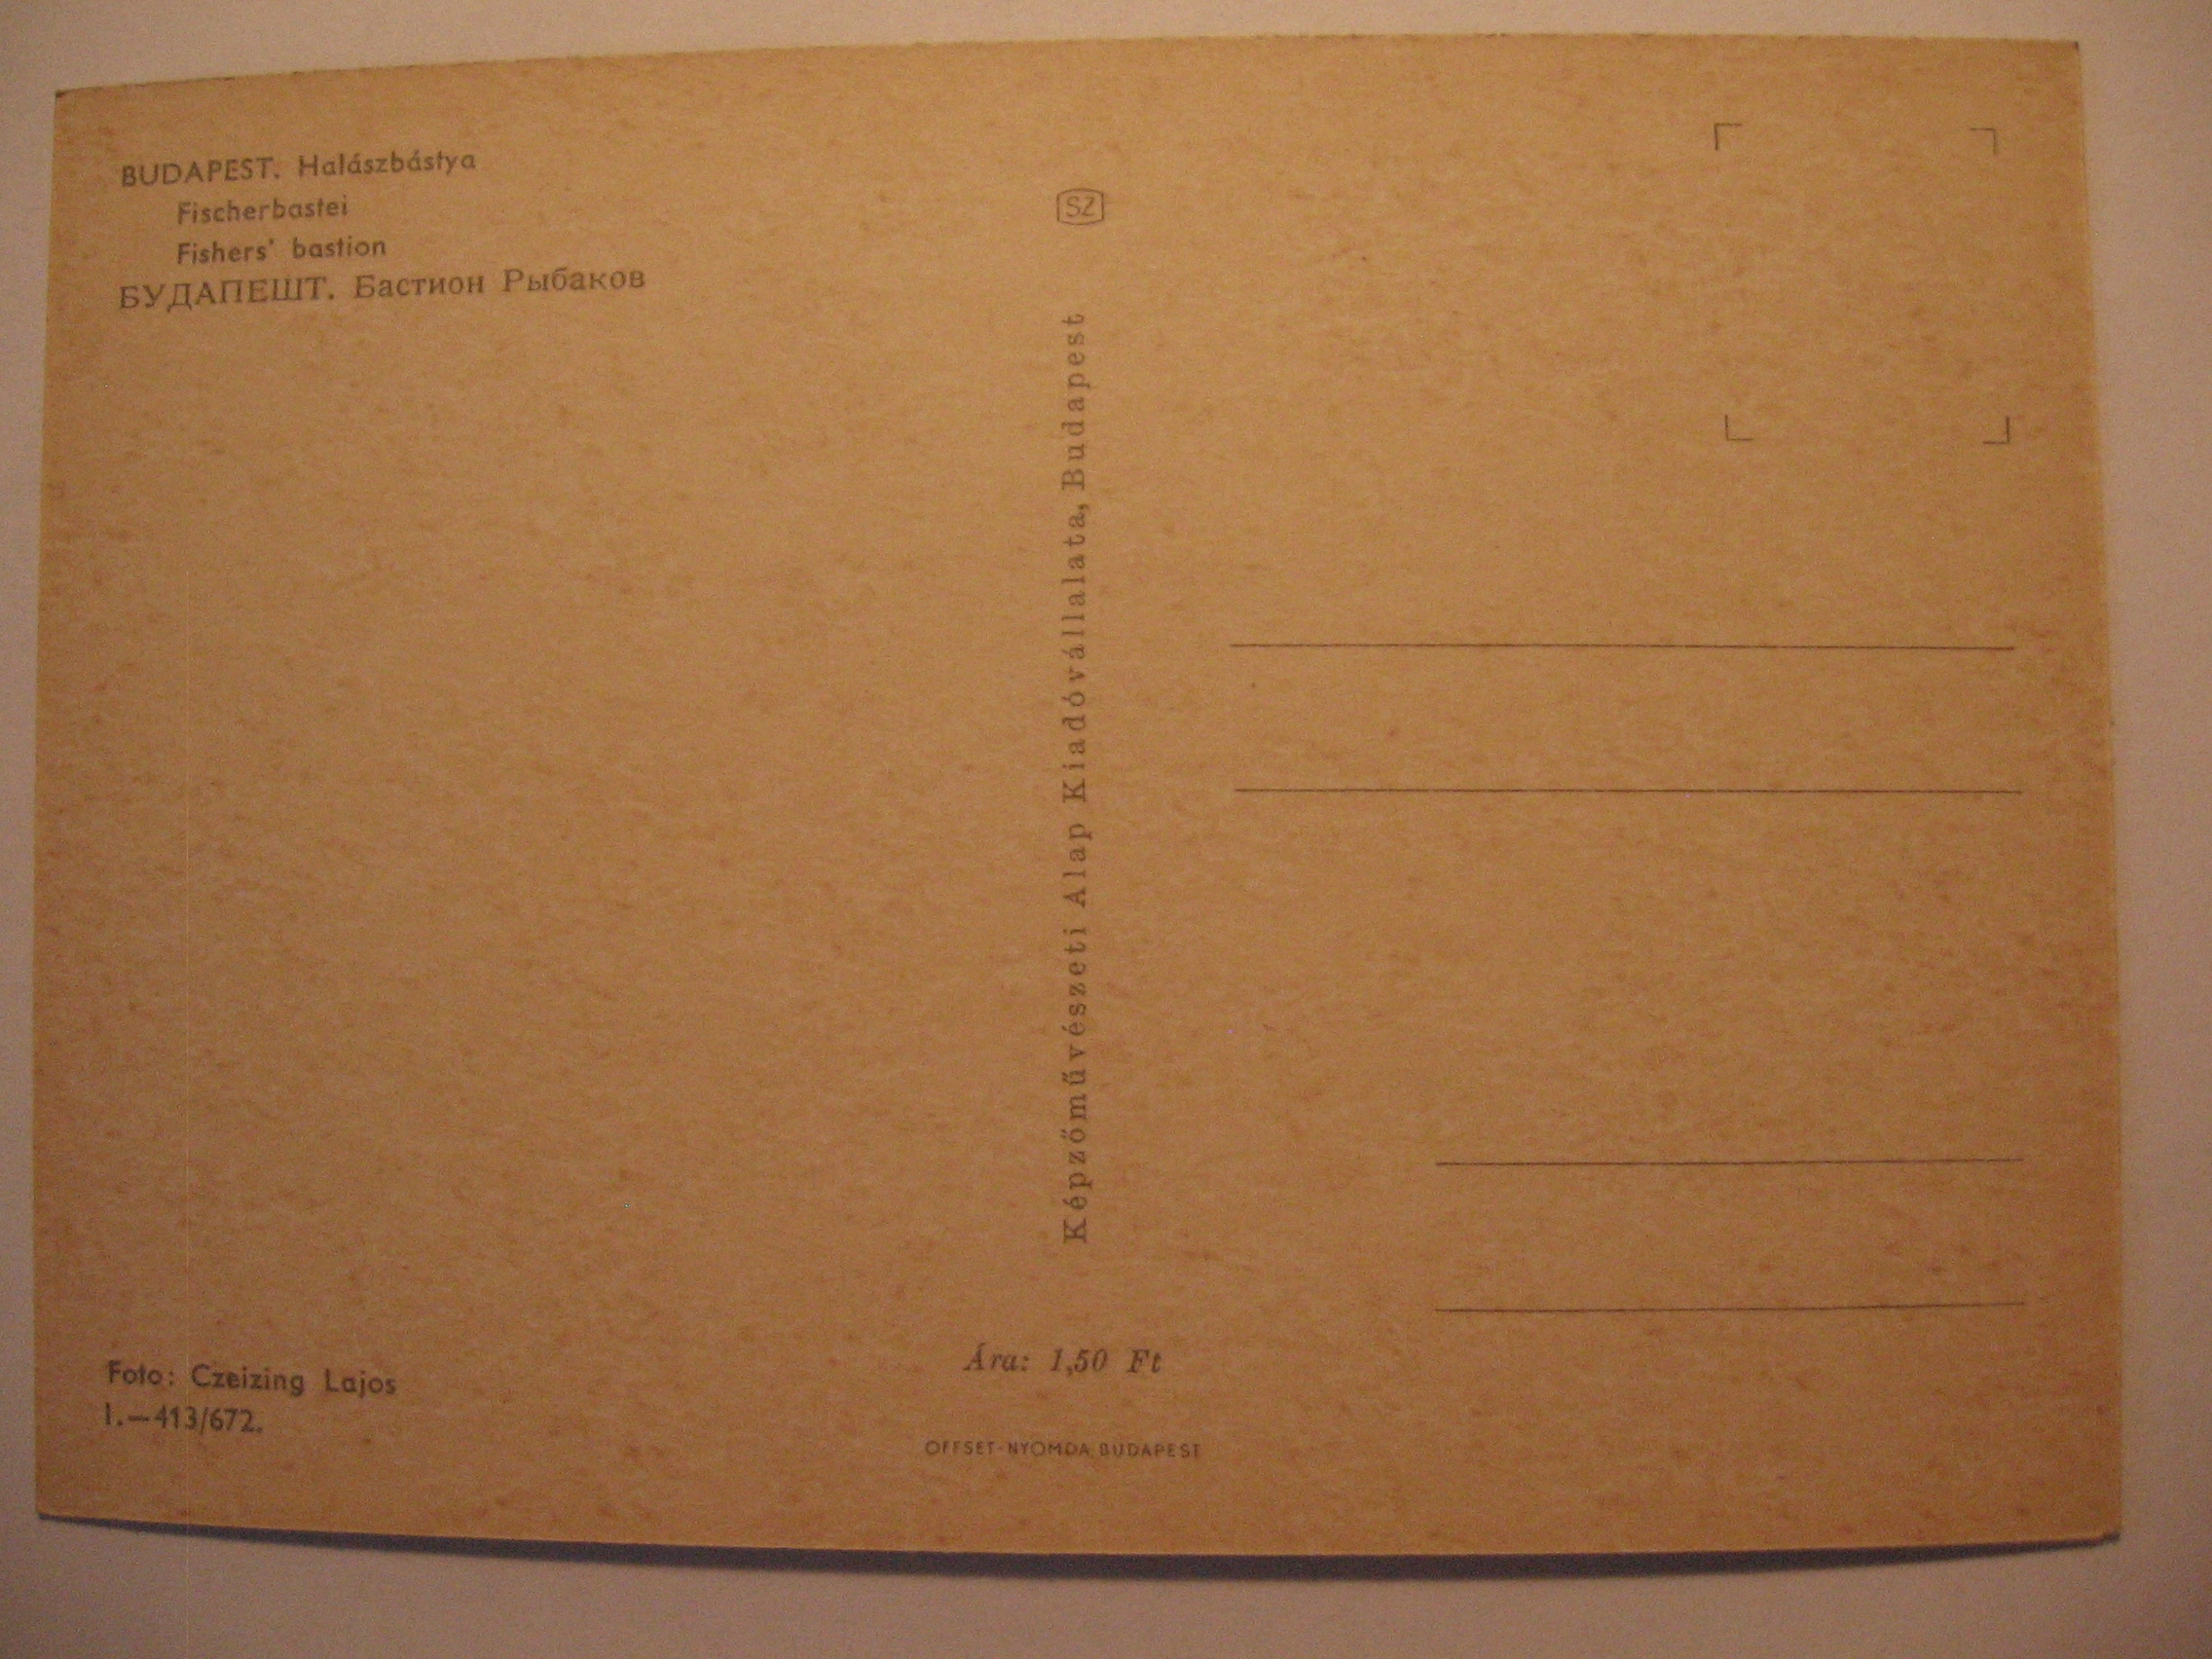 BUDAPEST. Halászbástya
Fischerbastei
Fishers' bastion
БУДАПЕШТ. Бастион Рыбаков
SZ
Képzőművészeti Alap Kiadóvállalata, Budapest
Foto: Czeizing Lajos
I.—413/672.
Ára: 1,50 Ft
OFFSET-NYOMDA BUDAPEST